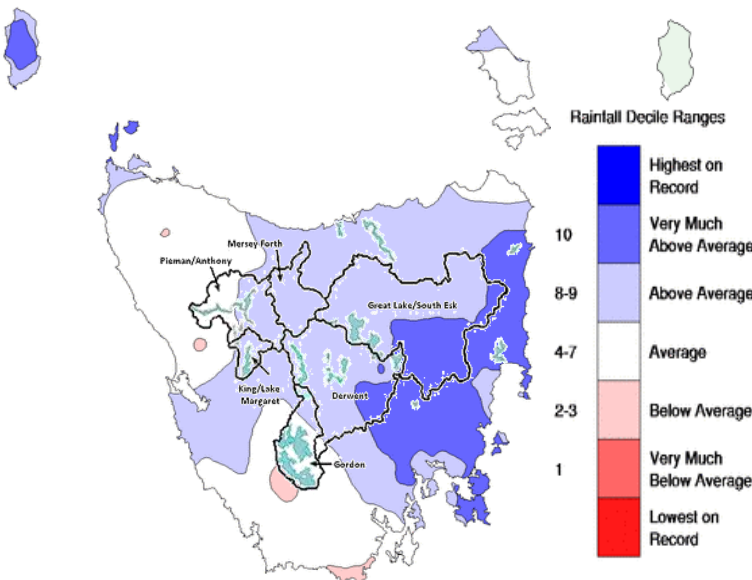 Rainfall Decile Ranges
Highest on
Record
10
Very Much
Above Average
8-9
Above Average
4-7
Average
2-3
Below Average
1
Very Much
Below Average
Lowest on
Record
Mersey Forth
Pieman/Anthony
Great Lake/South Esk
King/Lake
Margaret
Derwent
Gordon